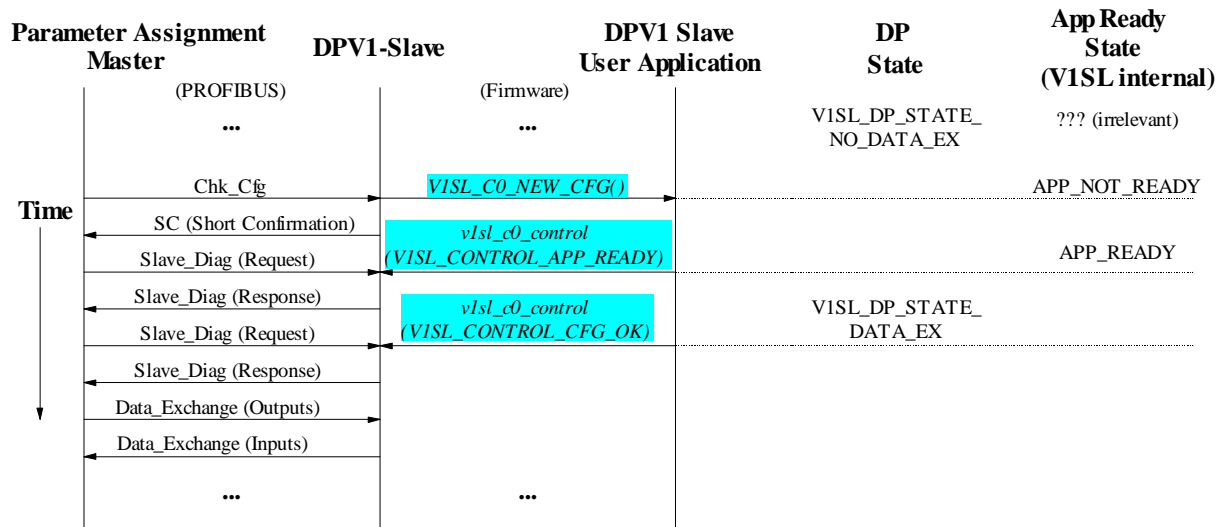 Parameter Assignment
Master
DPV1-Slave
DPV1 Slave
User Application
DP
State
App Ready
State
(V1SL internal)
(PROFIBUS)
(Firmware)
...
...
V1SL_DP_STATE_
NO_DATA_EX
??? (irrelevant)
Chk_Cfg
V1SL_C0_NEW_CFG()
APP_NOT_READY
Time
SC (Short Confirmation)
v1sl_c0_control
(V1SL_CONTROL_APP_READY)
Slave_Diag (Request)
APP_READY
Slave_Diag (Response)
v1sl_c0_control
(V1SL_CONTROL_CFG_OK)
V1SL_DP_STATE_
DATA_EX
Slave_Diag (Request)
Slave_Diag (Response)
Data_Exchange (Outputs)
Data_Exchange (Inputs)
...
...